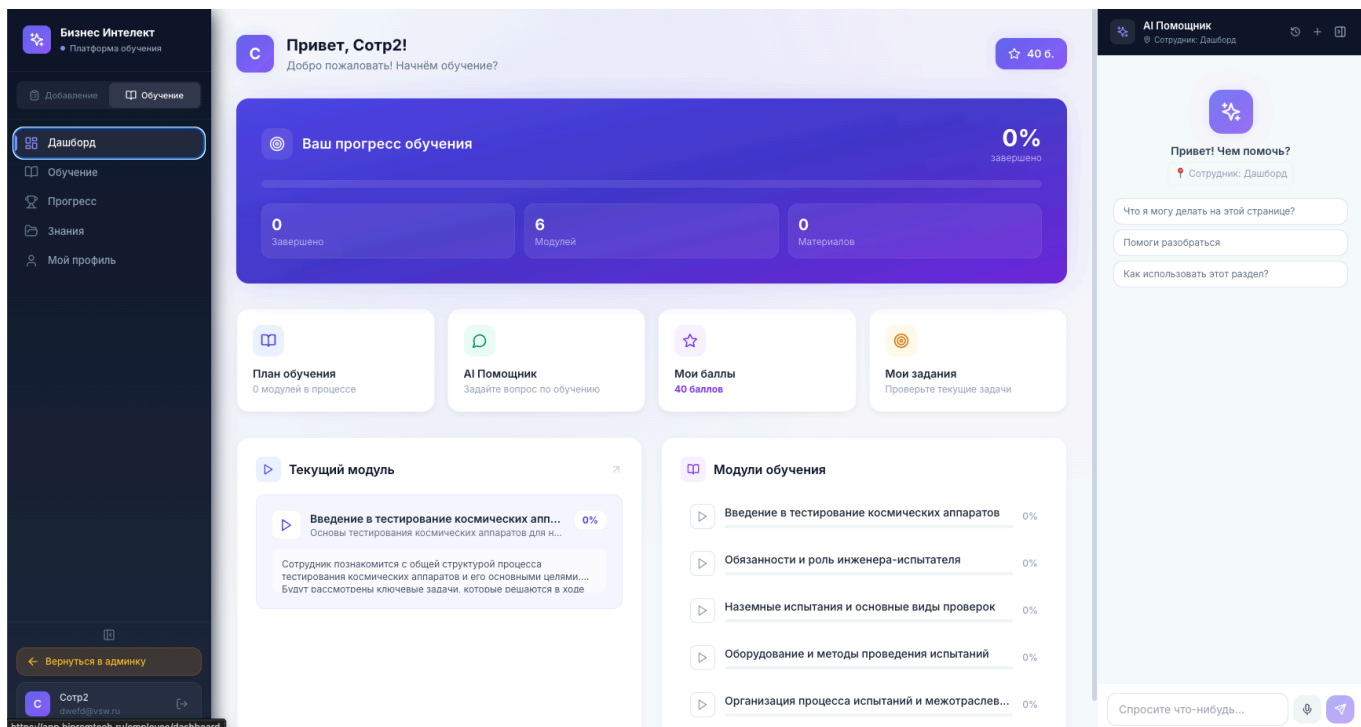 Бизнес Интелект
Платформа обучения
Добавление
Обучение
Дашборд
Обучение
Прогресс
Знания
Мой профиль
Вернуться в админку
С
Сотр2
dwefd@vsw.ru
https://app.bipromtech.ru/employee/dashboard
С
Привет, Сотр2!
Добро пожаловать! Начнём обучение?
40 б.
Ваш прогресс обучения
0%
завершено
0
Завершено
6
Модулей
0
Материалов
План обучения
0 модулей в процессе
AI Помощник
Задайте вопрос по обучению
Мои баллы
40 баллов
Мои задания
Проверьте текущие задачи
Текущий модуль
Введение в тестирование космических апп...
0%
Основы тестирования космических аппаратов для н...
Сотрудник познакомится с общей структурой процесса
тестирования космических аппаратов и его основными целями....
Будут рассмотрены ключевые задачи, которые решаются в ходе
Модули обучения
Введение в тестирование космических аппаратов
0%
Обязанности и роль инженера-испытателя
0%
Наземные испытания и основные виды проверок
0%
Оборудование и методы проведения испытаний
0%
Организация процесса испытаний и межотраслев...
0%
AI Помощник
Сотрудник: Дашборд
Привет! Чем помочь?
Сотрудник: Дашборд
Что я могу делать на этой странице?
Помоги разобраться
Как использовать этот раздел?
Спросите что-нибудь...